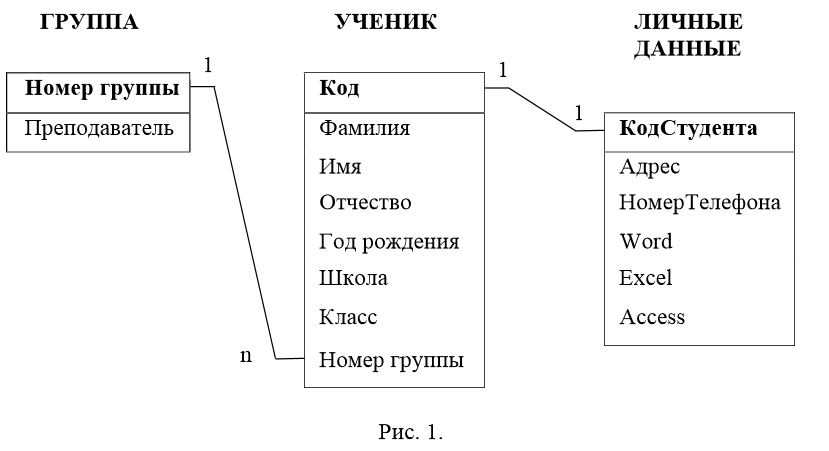 ГРУППА
Номер группы
Преподаватель
1
n
УЧЕНИК
Код
Фамилия
Имя
Отчество
Год рождения
Школа
Класс
Номер группы
1
1
ЛИЧНЫЕ
ДАННЫЕ
КодСтудента
Адрес
НомерТелефона
Word
Excel
Access
Рис. 1.